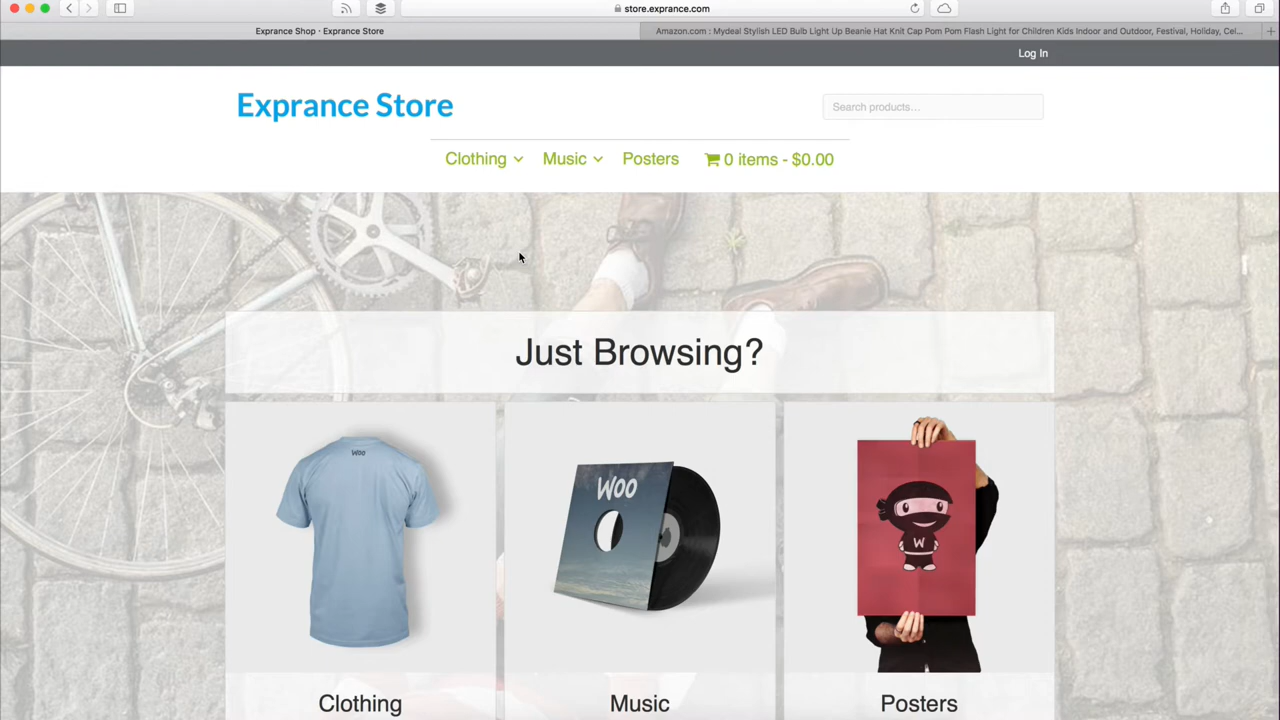 store.exprance.com
Exprance Shop · Exprance Store
Amazon.com : Mydeal Stylish LED Bulb Light Up Beanie Hat Knit Cap Pom Pom Flash Light for Children Kids Indoor and Outdoor, Festival, Holiday, Cel...
Log In
Exprance Store
Search products...
Clothing
Music
Posters
0 items - $0.00
Just Browsing?
Woo
WOO
W
Clothing
Music
Posters